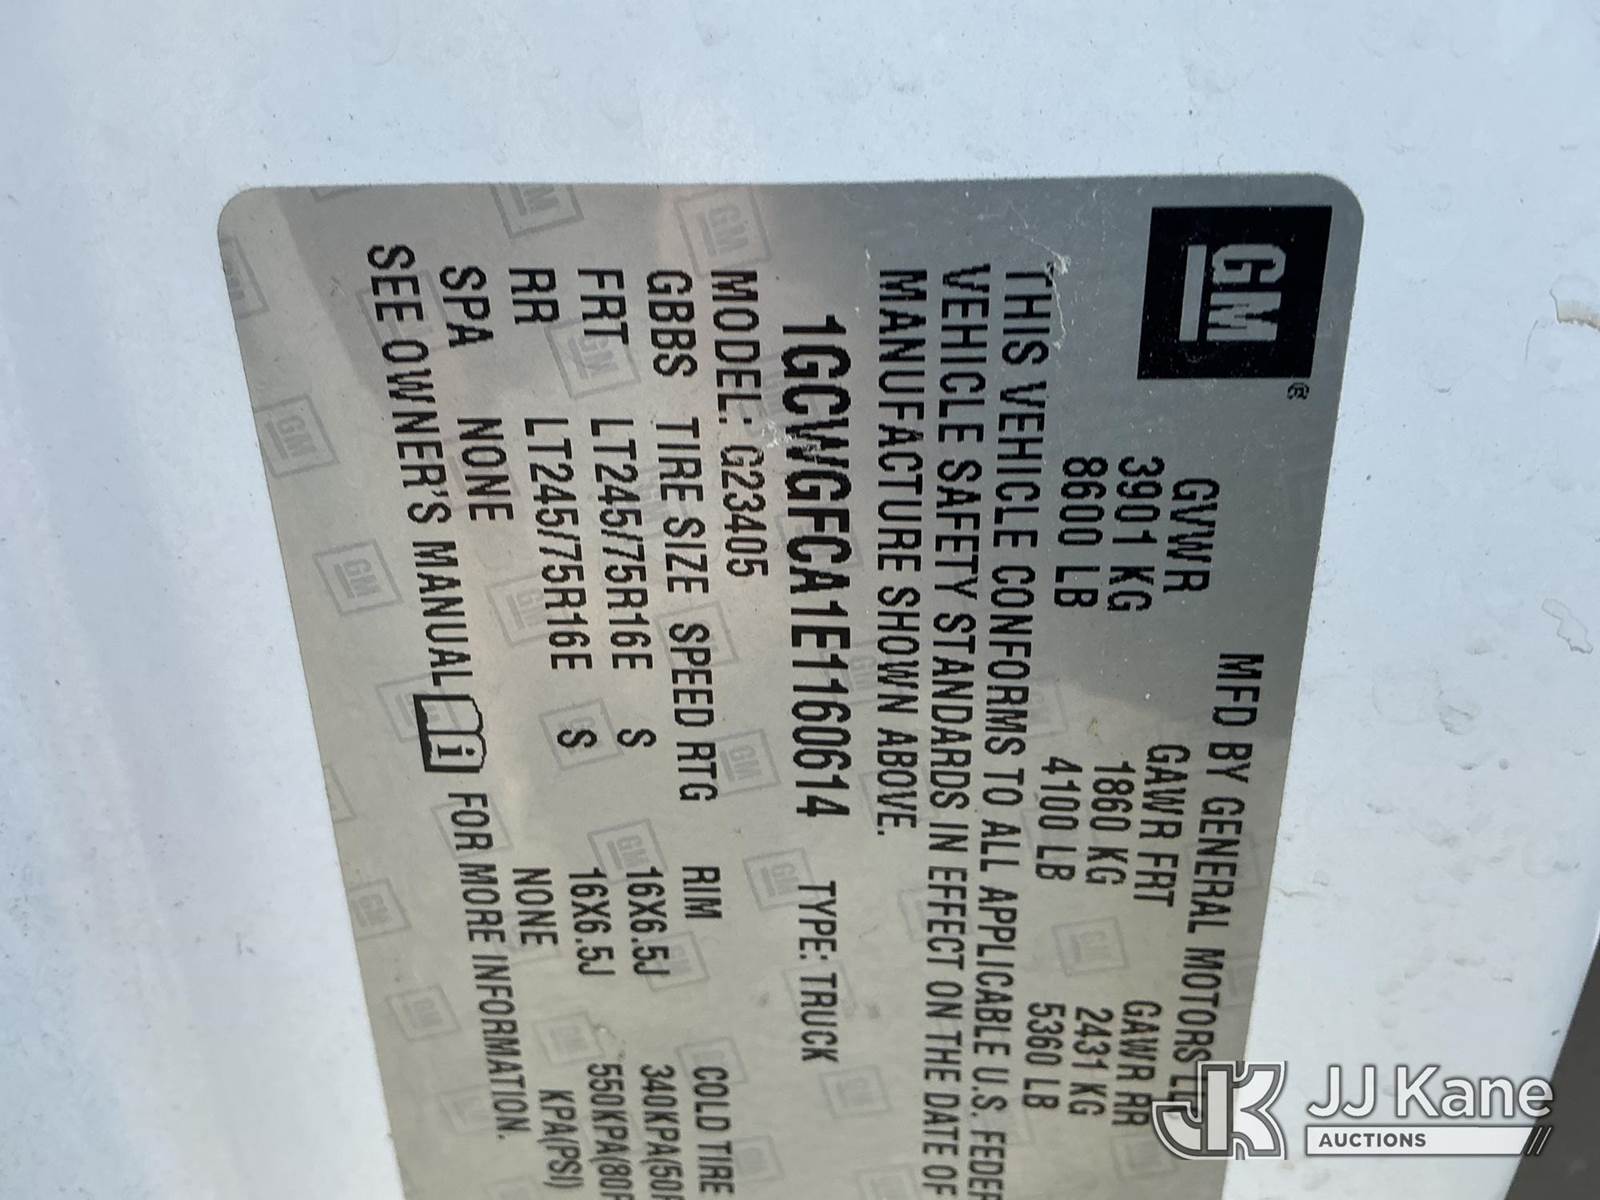 GM®
MFD BY GENERAL MOTORS LLC
GVWR GAWR FRT GAWR RR
3901 KG 1860 KG 2431 KG
8600 LB 4100 LB 5360 LB
THIS VEHICLE CONFORMS TO ALL APPLICABLE U.S. FEDER
VEHICLE SAFETY STANDARDS IN EFFECT ON THE DATE OF
MANUFACTURE SHOWN ABOVE.
1GCWGFCA1E1160614 TYPE: TRUCK
MODEL: G23405
GBBS TIRE SIZE SPEED RTG RIM COLD TIRE
FRT LT245/75R16E S 16X6.5J 340KPA(50P
RR LT245/75R16E S 16X6.5J 550KPA(80P
SPA NONE NONE KPA(PSI)
SEE OWNER'S MANUAL i FOR MORE INFORMATION.
JK JJ Kane
AUCTIONS